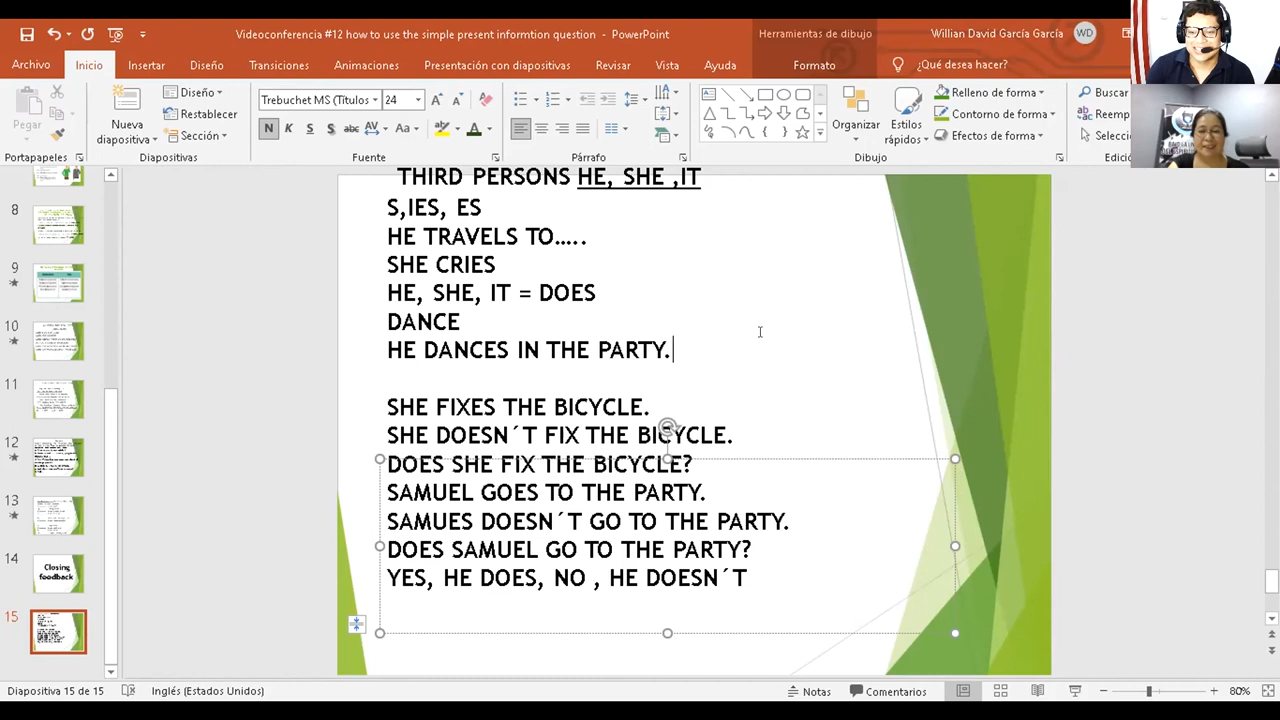 Videoconferencia #12 how to use the simple present informtion question - PowerPoint
Herramientas de dibujo
Willian David García García
WD
Archivo
Inicio
Insertar
Diseño
Transiciones
Animaciones
Presentación con diapositivas
Revisar
Vista
Ayuda
Formato
¿Qué desea hacer?
Pegar
Nueva diapositiva
Diseño
Restablecer
Sección
Trebuchet MS (Títulos
24
N K S S abc AV Aa
Organizar
Estilos rápidos
Relleno de forma
Contorno de forma
Efectos de forma
Buscar
Reemp
Selecci
Portapapeles
Diapositivas
Fuente
Párrafo
Dibujo
Edici
THIRD PERSONS HE, SHE ,IT
S,IES, ES
HE TRAVELS TO.....
SHE CRIES
HE, SHE, IT = DOES
DANCE
HE DANCES IN THE PARTY.
SHE FIXES THE BICYCLE.
SHE DOESN´T FIX THE BICYCLE.
DOES SHE FIX THE BICYCLE?
SAMUEL GOES TO THE PARTY.
SAMUES DOESN´T GO TO THE PARTY.
DOES SAMUEL GO TO THE PARTY?
YES, HE DOES, NO , HE DOESN´T
8
9
10
11
12
13
14
Closing feedback
15
Diapositiva 15 de 15
Inglés (Estados Unidos)
Notas
Comentarios
80%